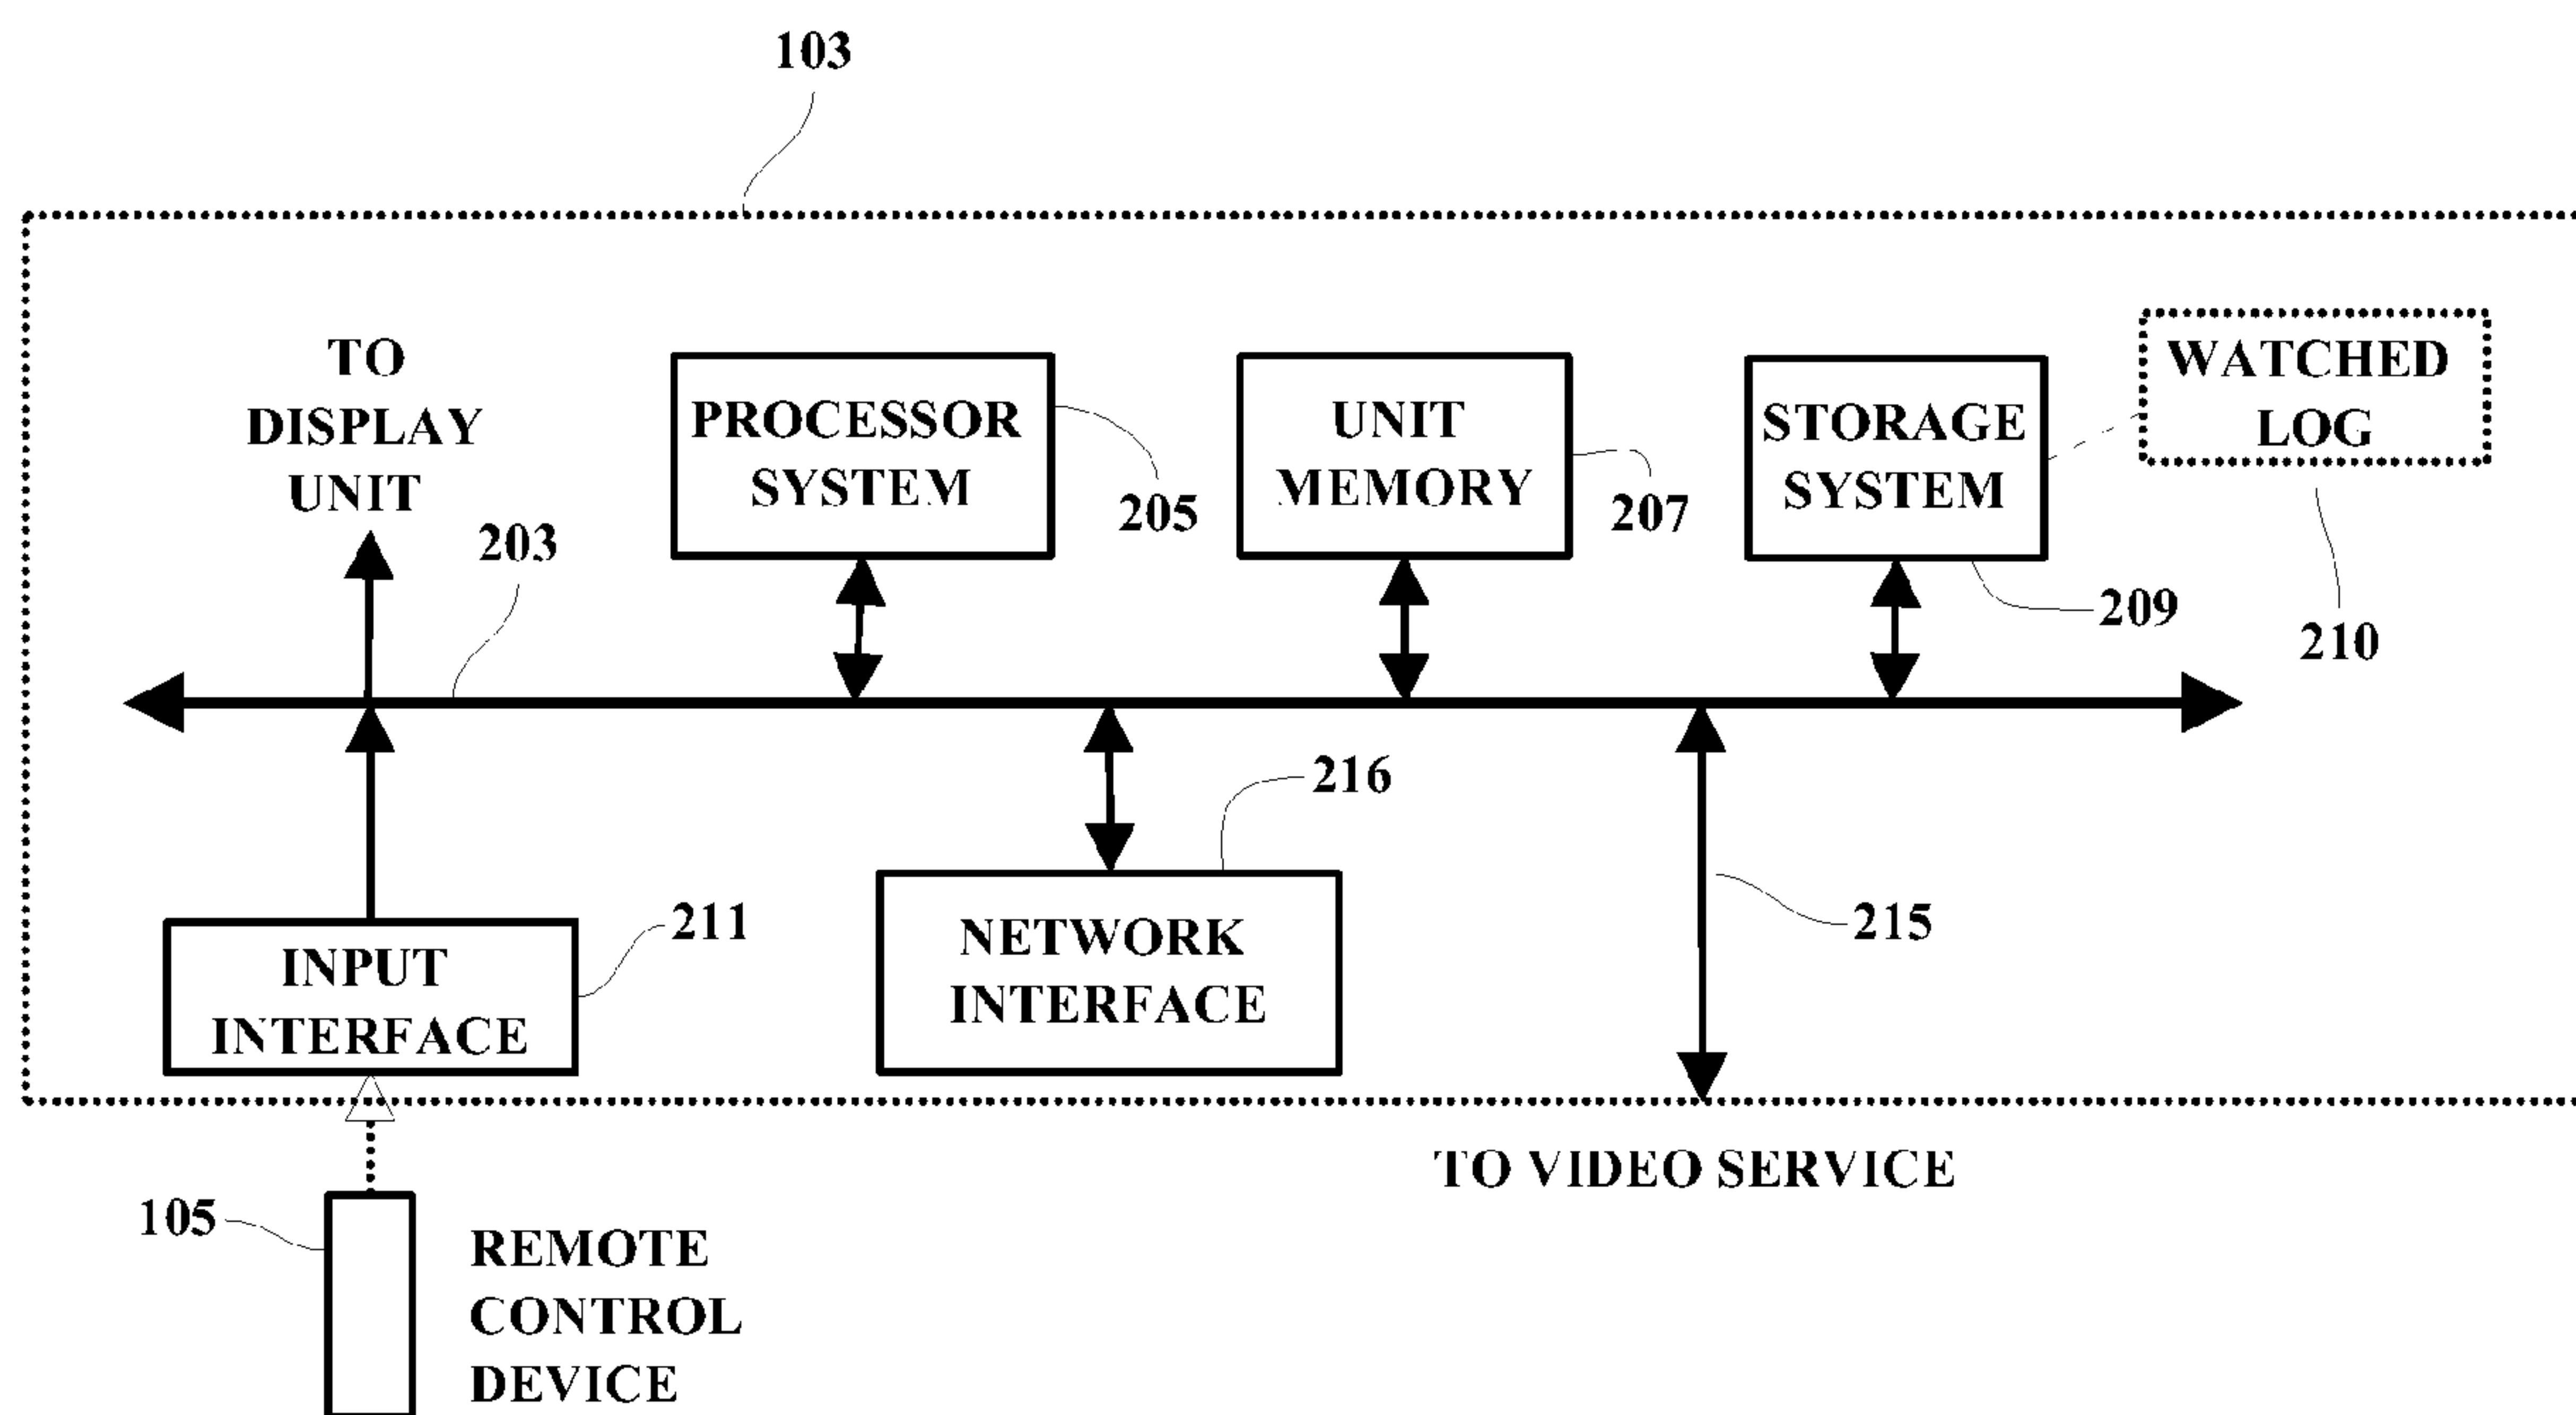 103
TO
DISPLAY
UNIT
203
PROCESSOR
SYSTEM
205
UNIT
MEMORY
207
STORAGE
SYSTEM
209
WATCHED
LOG
210
216
NETWORK
INTERFACE
211
INPUT
INTERFACE
215
TO VIDEO SERVICE
105
REMOTE
CONTROL
DEVICE